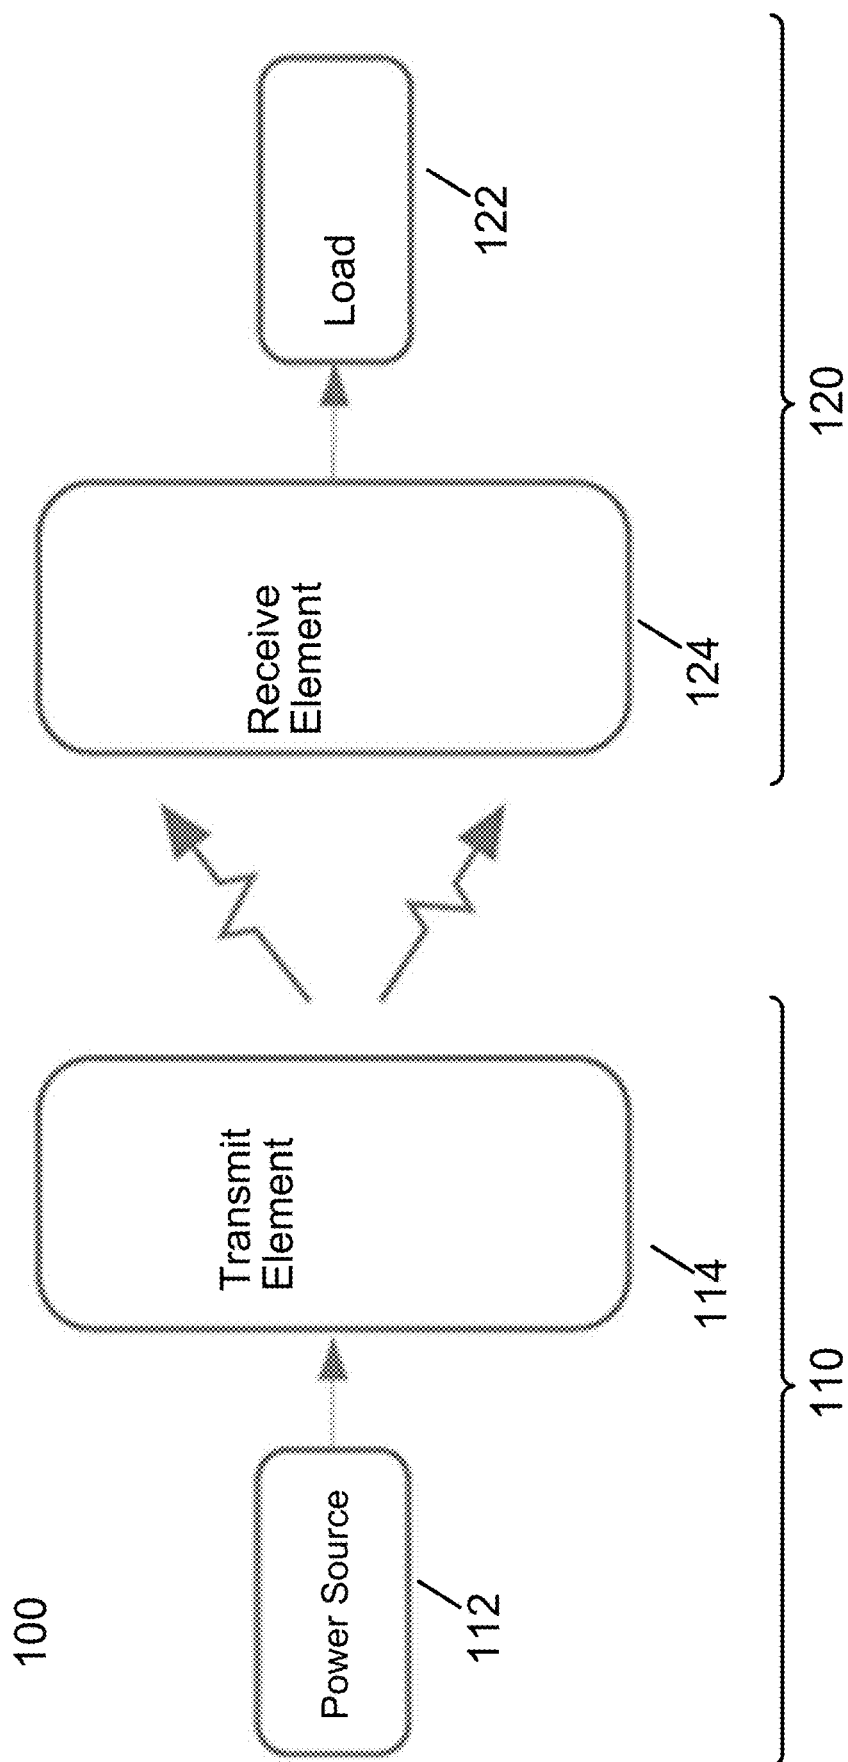 100
Power Source
112
Transmit
Element
114
110
Receive
Element
124
Load
122
120